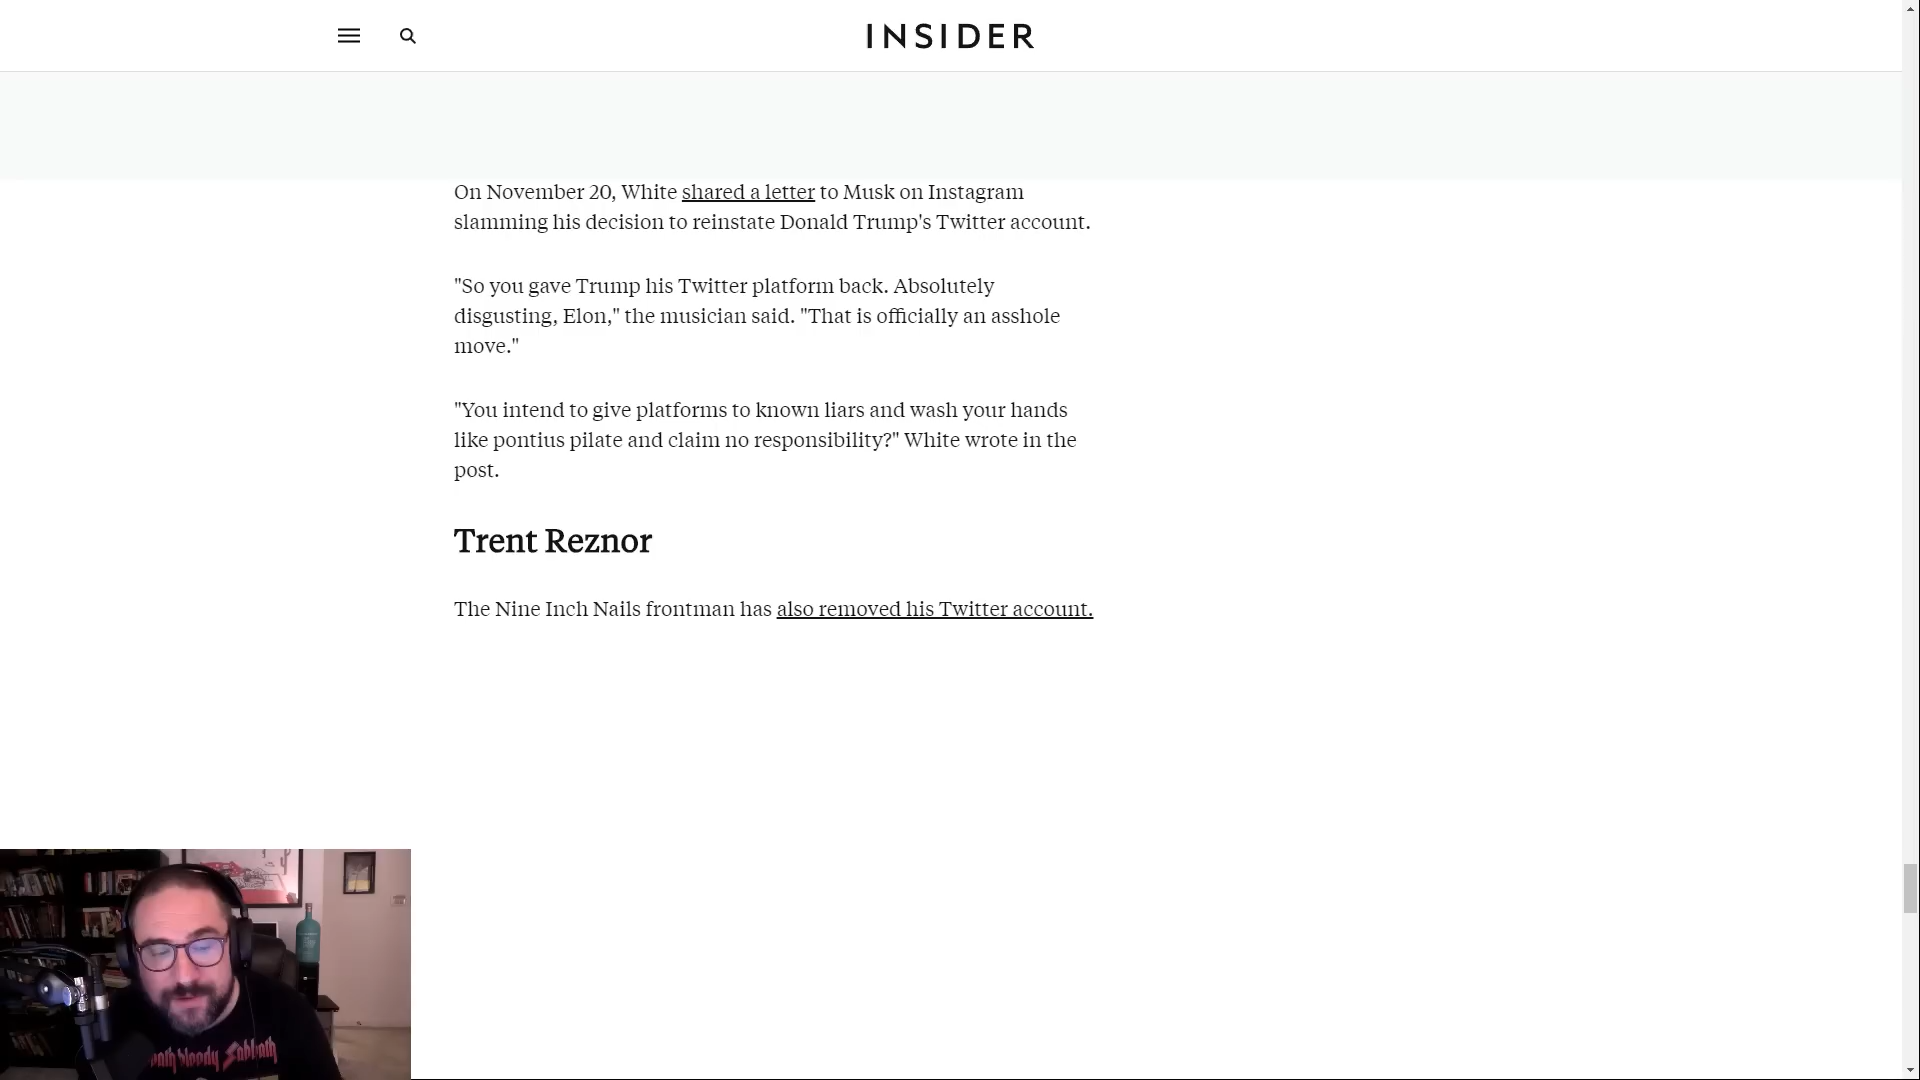 INSIDER
On November 20, White shared a letter to Musk on Instagram
slamming his decision to reinstate Donald Trump's Twitter account.
"So you gave Trump his Twitter platform back. Absolutely
disgusting, Elon," the musician said. "That is officially an asshole
move."
"You intend to give platforms to known liars and wash your hands
like pontius pilate and claim no responsibility?" White wrote in the
post.
Trent Reznor
The Nine Inch Nails frontman has also removed his Twitter account.
bloody Sabbath